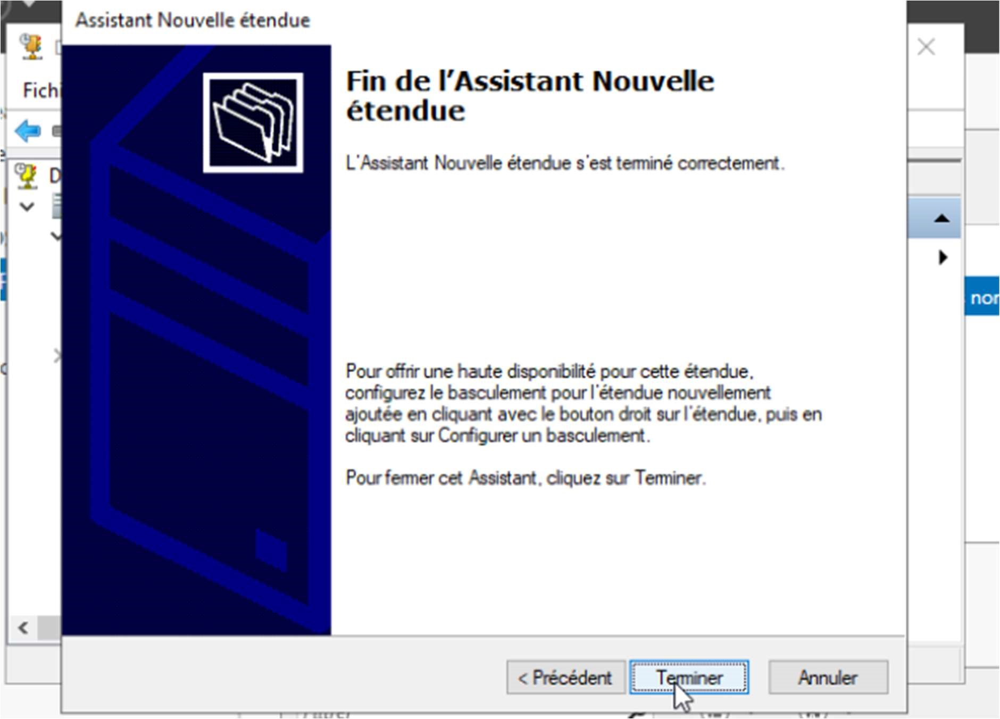 Assistant Nouvelle étendue
Fin de l'Assistant Nouvelle
étendue
L'Assistant Nouvelle étendue s'est terminé correctement.
Pour offrir une haute disponibilité pour cette étendue,
configurez le basculement pour l'étendue nouvellement
ajoutée en cliquant avec le bouton droit sur l'étendue, puis en
cliquant sur Configurer un basculement.
Pour fermer cet Assistant, cliquez sur Terminer.
< Précédent Terminer Annuler